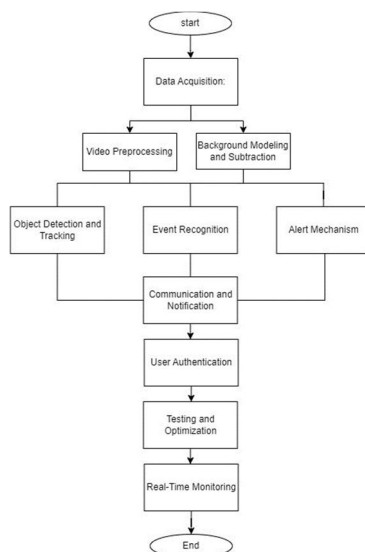 start
Data Acquisition:
Video Preprocessing
Background Modeling
and Subtraction
Object Detection and
Tracking
Event Recognition
Alert Mechanism
Communication and
Notification
User Authentication
Testing and
Optimization
Real-Time Monitoring
End